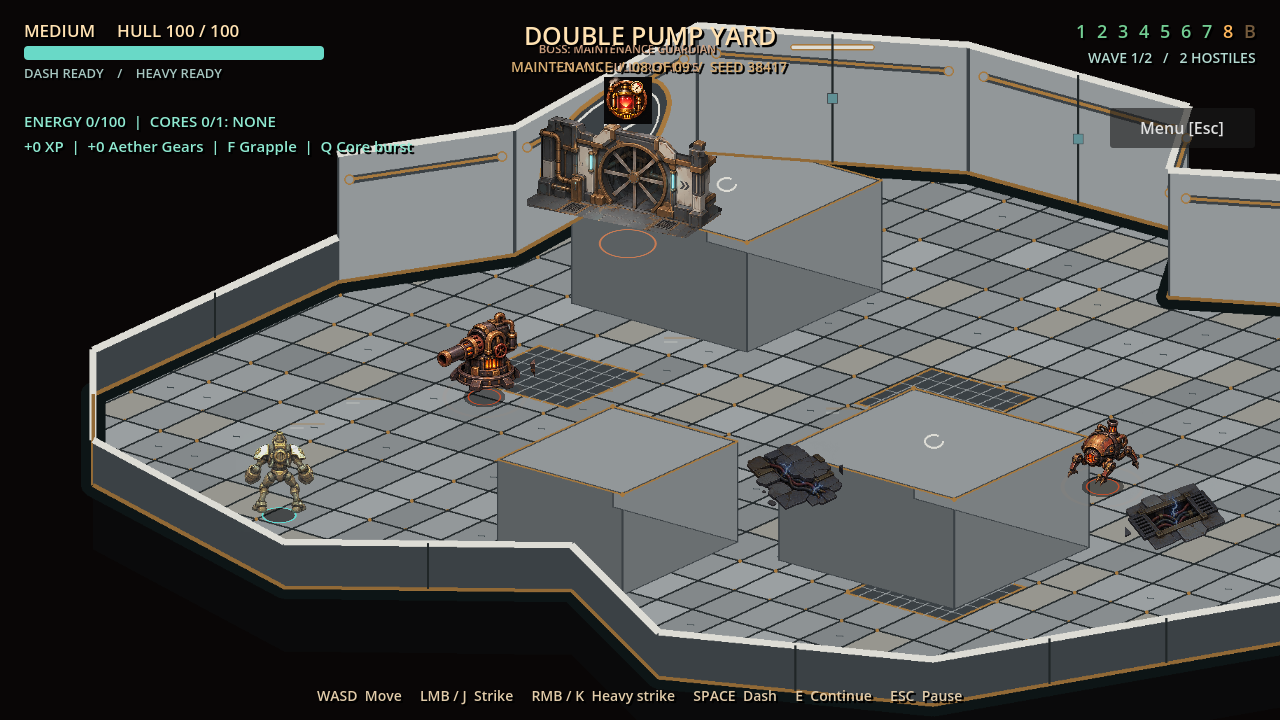 MEDIUM HULL 100 / 100
DASH READY / HEAVY READY
ENERGY 0/100 | CORES 0/1: NONE
+0 XP | +0 Aether Gears | F Grapple | Q Core burst
DOUBLE PUMP YARD
BOSS: MAINTENANCE GUARDIAN
SEED 38417
1 2 3 4 5 6 7 8 B
WAVE 1/2 / 2 HOSTILES
Menu [Esc]
WASD Move LMB / J Strike RMB / K Heavy strike SPACE Dash E Continue ESC Pause